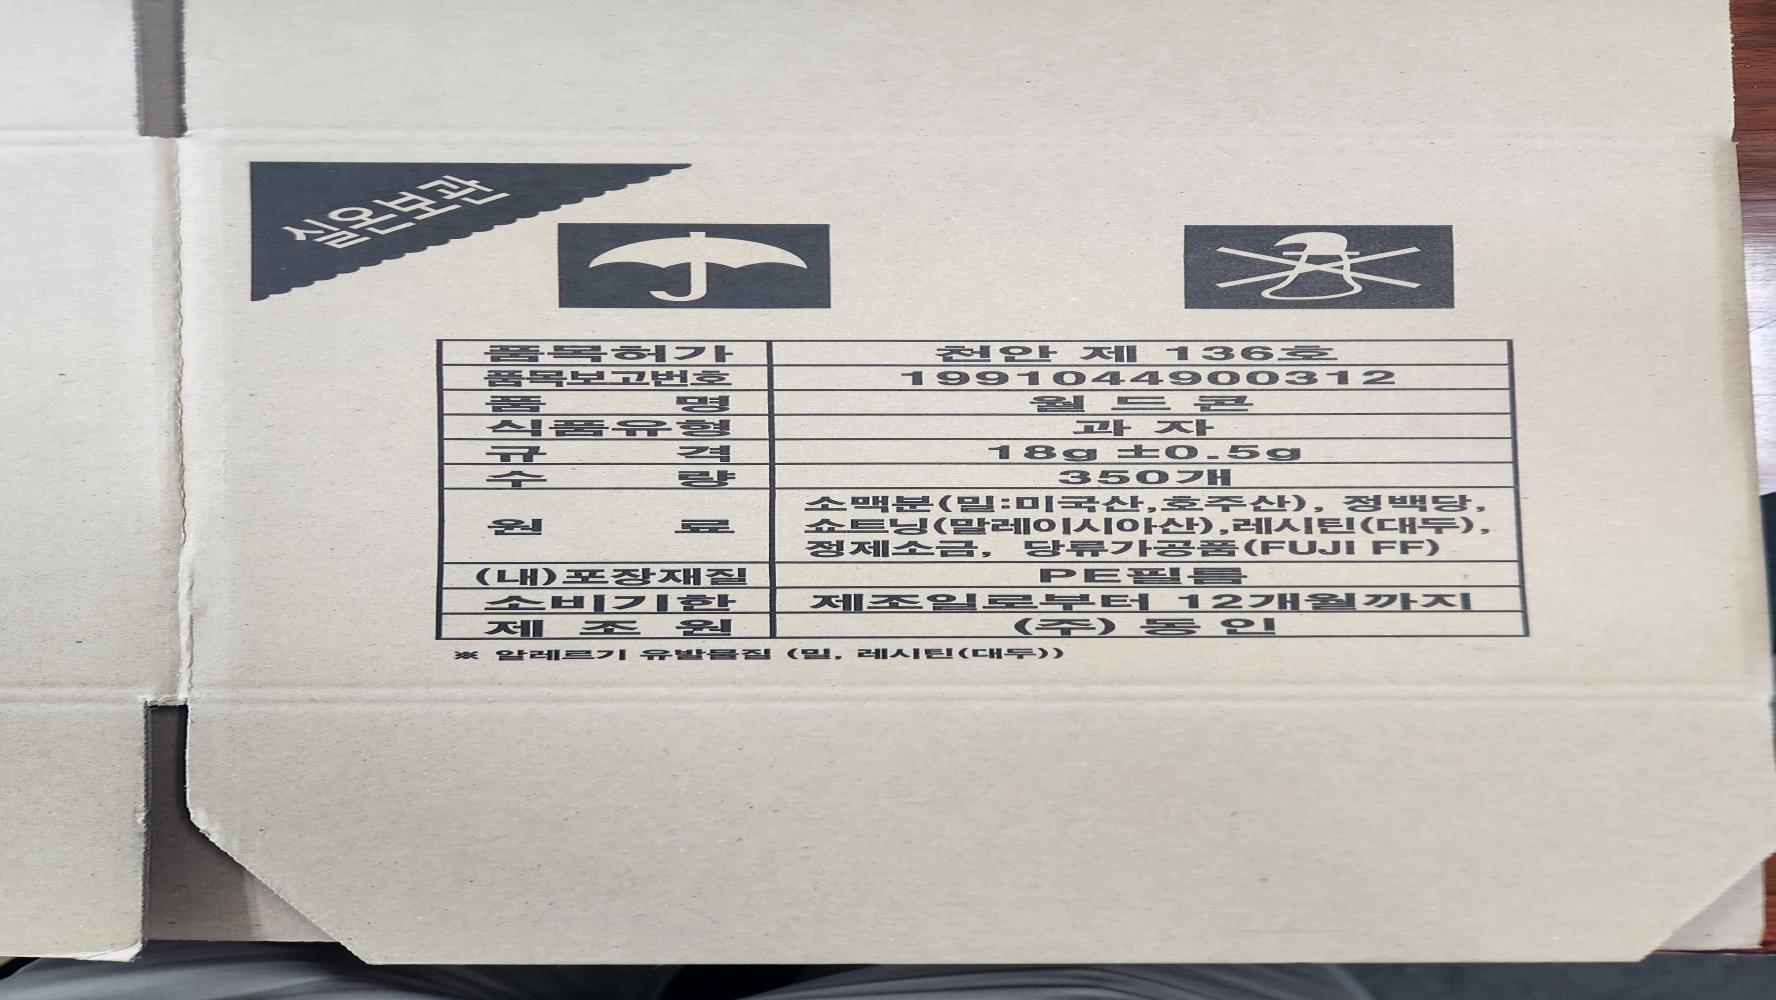 실온보관
품목허가 천안 제 136호
품목보고번호 1991044900312
품 명 월 드 콘
식품유형 과 자
규 격 18g ±0.5g
수 량 350개
원 료 소맥분(밀:미국산,호주산), 정백당,
쇼트닝(말레이시아산),레시틴(대두),
정제소금, 당류가공품(FUJI FF)
(내)포장재질 PE필름
소비기한 제조일로부터 12개월까지
제 조 원 (주) 동 인
※ 알레르기 유발물질 (밀, 레시틴(대두))